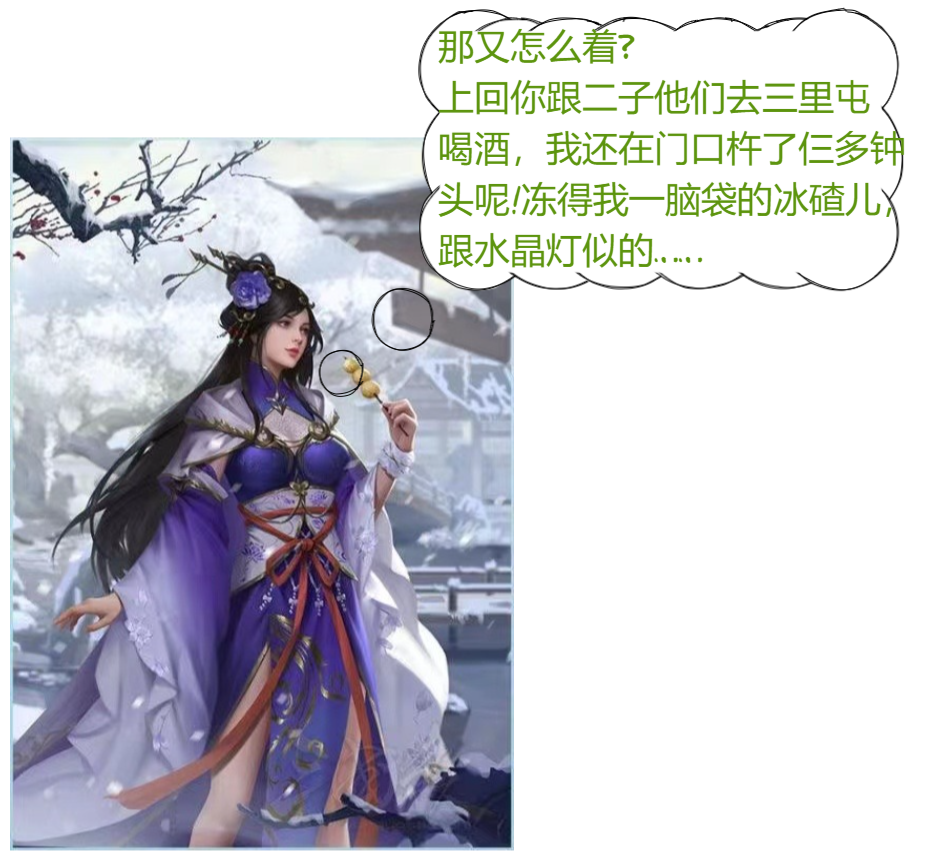 那又怎么着?
上回你跟二子他们去三里屯
喝酒，我还在门口杵了仨多钟
头呢!冻得我一脑袋的冰碴儿，
跟水晶灯似的……